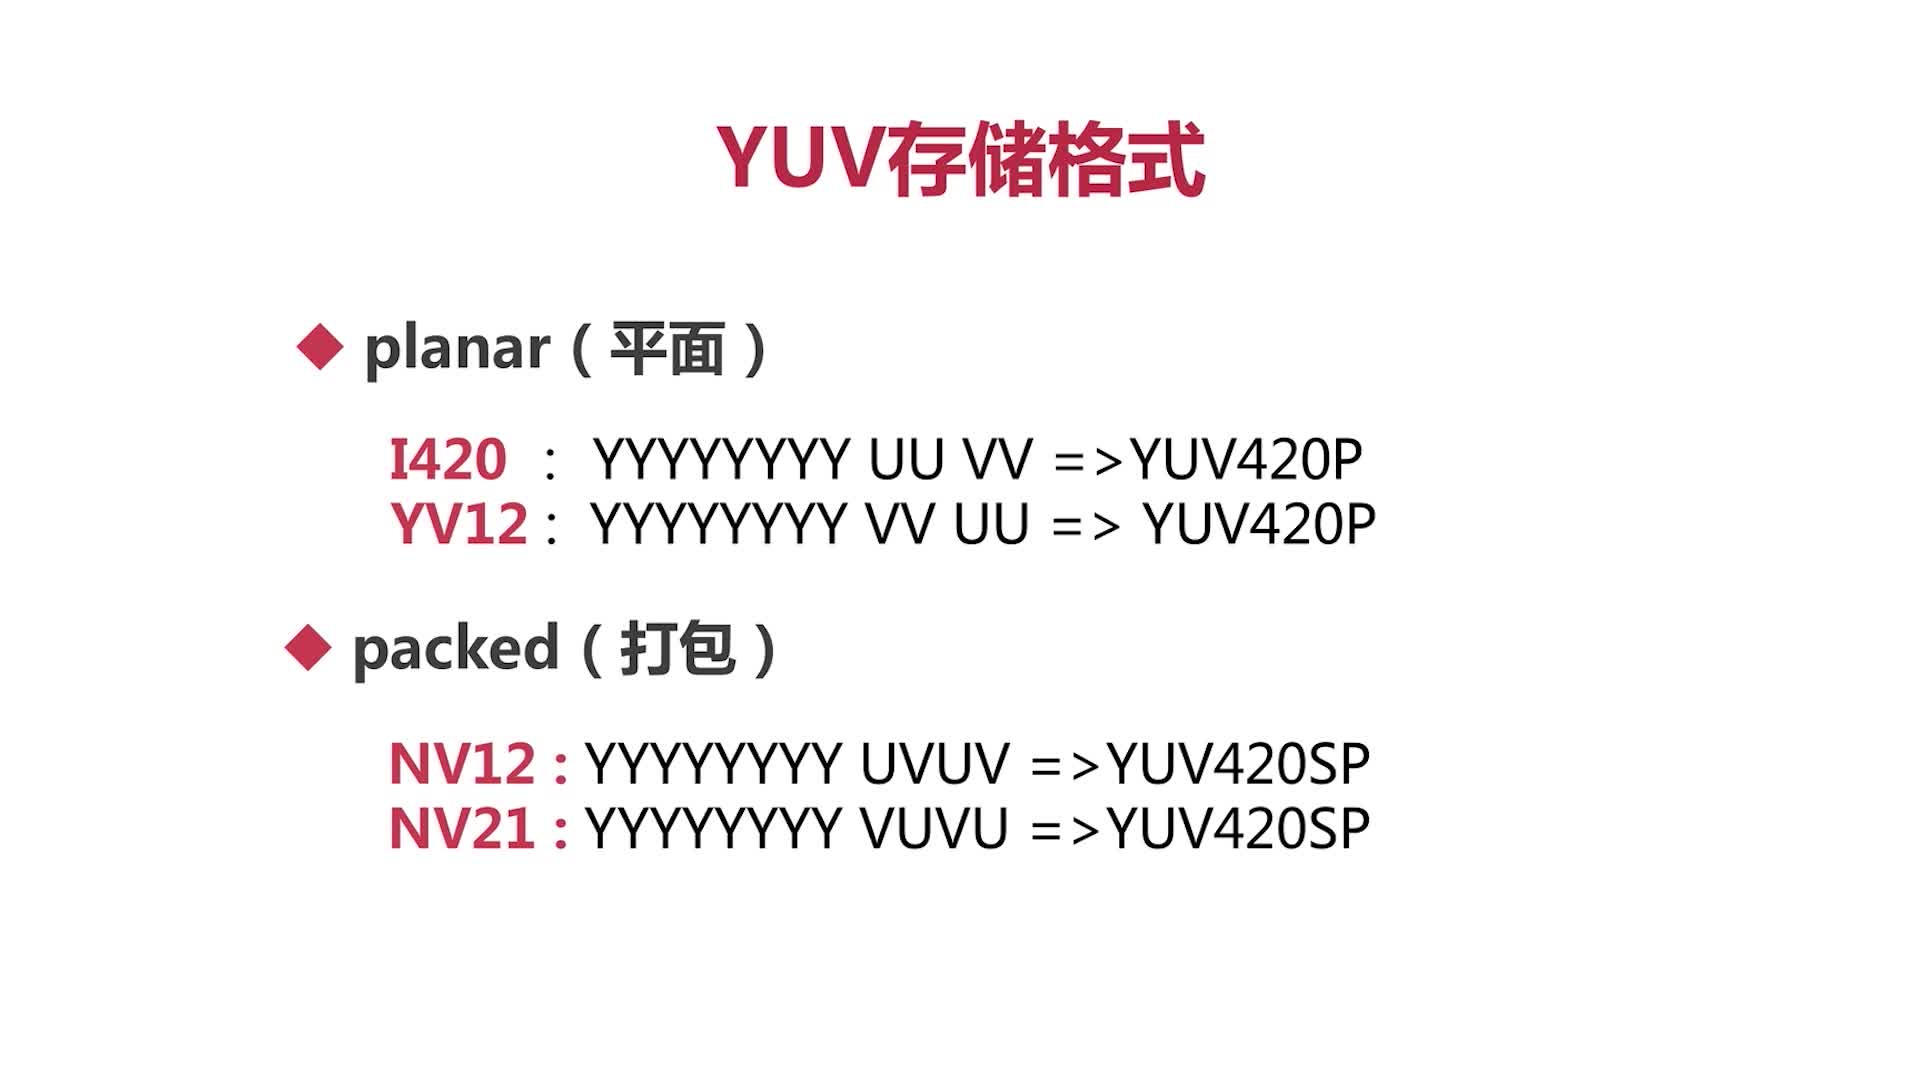 YUV存储格式
planar（平面）
I420 ： YYYYYYYY UU VV =>YUV420P
YV12： YYYYYYYY VV UU => YUV420P
packed（打包）
NV12 : YYYYYYYY UVUV =>YUV420SP
NV21 : YYYYYYYY VUVU =>YUV420SP